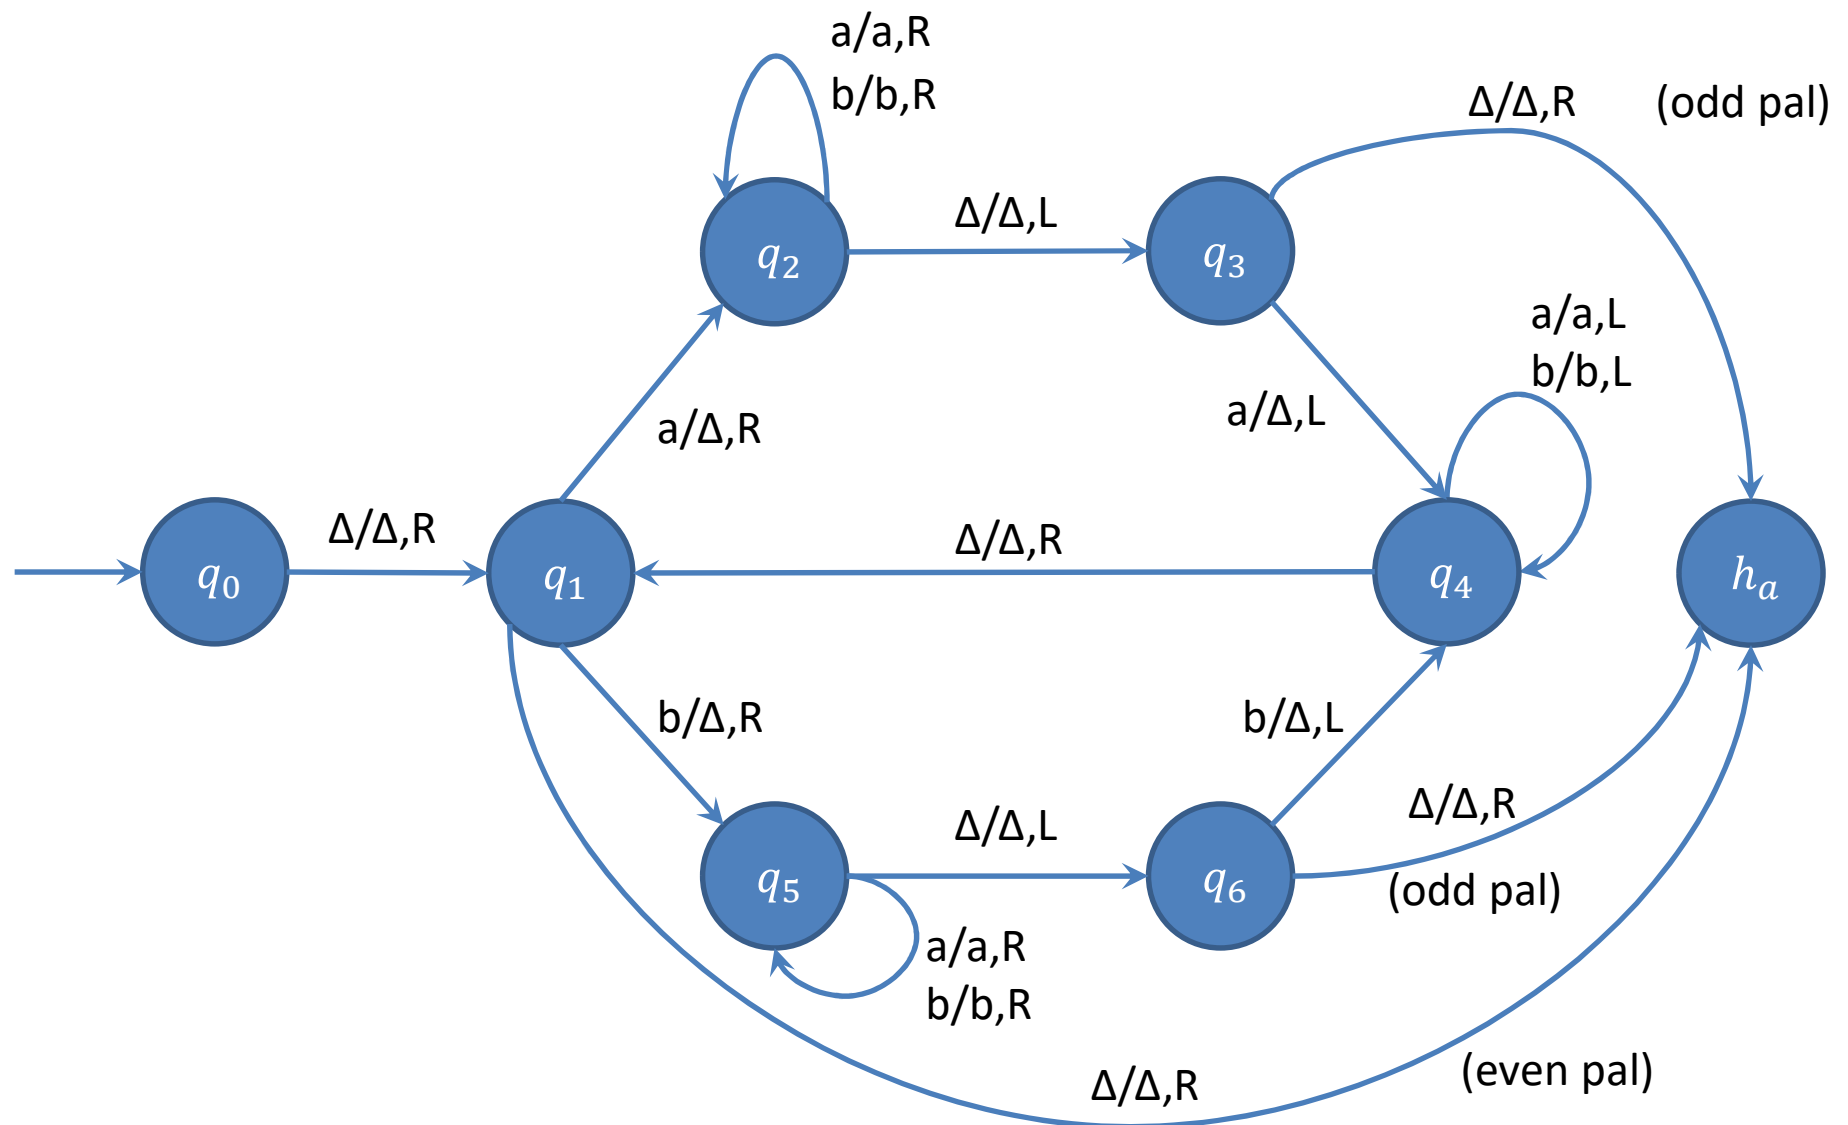 a/a,R
b/b,R
Δ/Δ,R
(odd pal)
Δ/Δ,L
q₂
q₃
a/a,L
b/b,L
a/Δ,R
a/Δ,L
Δ/Δ,R
Δ/Δ,R
q₀
q₁
q₄
hₐ
b/Δ,R
b/Δ,L
Δ/Δ,L
Δ/Δ,R
q₅
q₆
(odd pal)
a/a,R
b/b,R
Δ/Δ,R
(even pal)